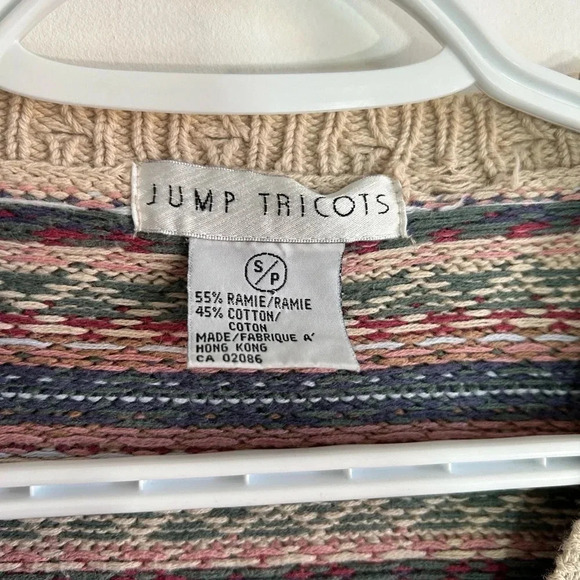 JUMP TRICOTS
S/P
55% RAMIE/RAMIE
45% COTTON/
COTON
MADE/FABRIQUE A'
HONG KONG
CA 02086